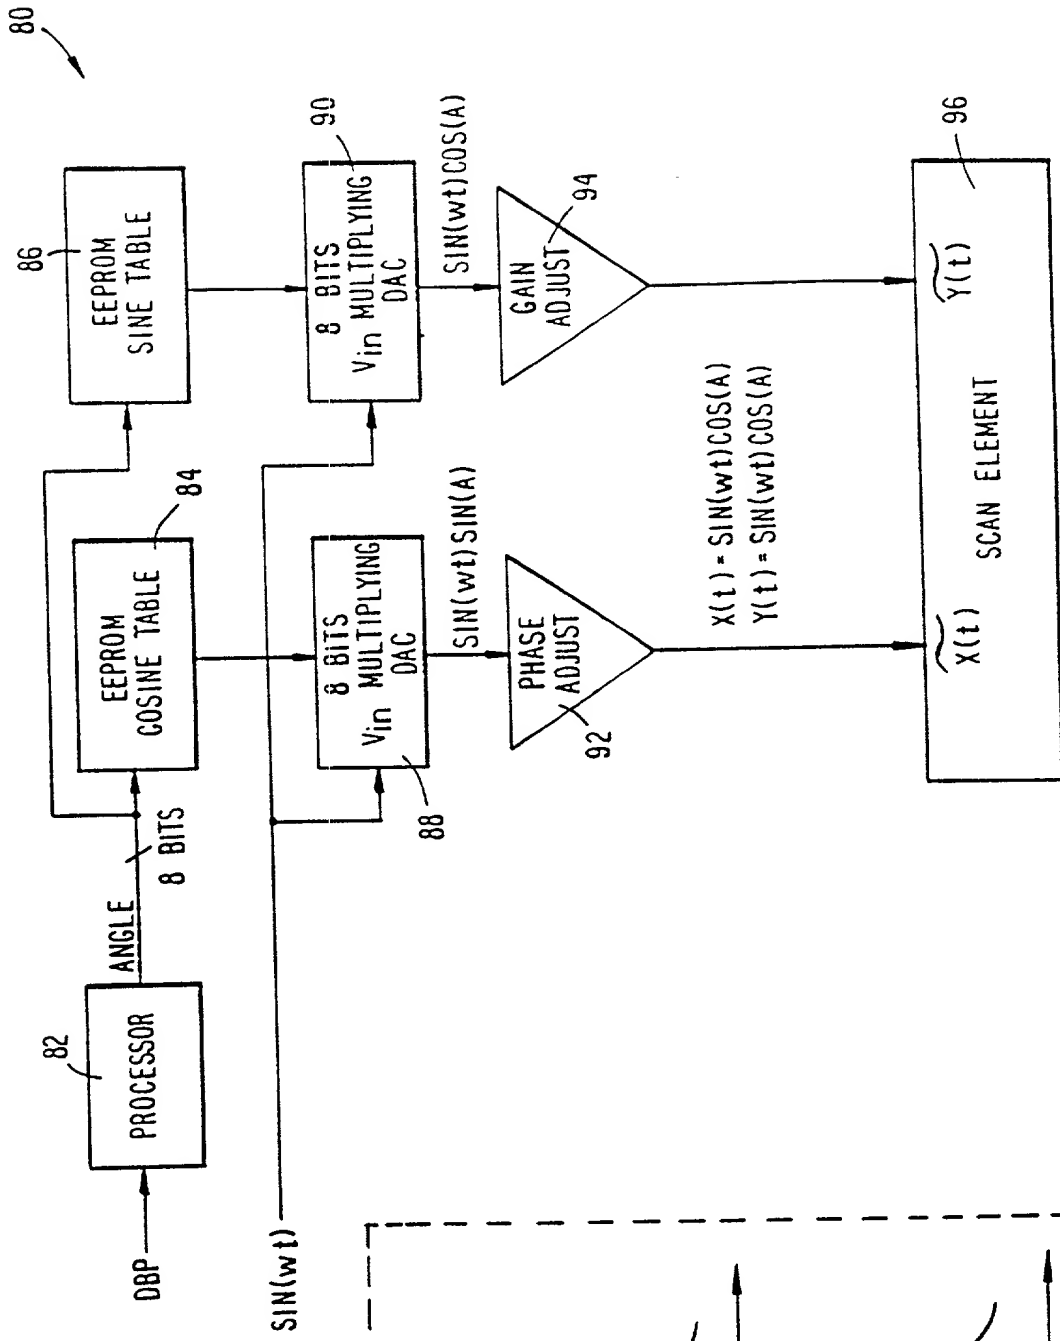 80
DBP
PROCESSOR
82
ANGLE
8 BITS
EEPROM
COSINE TABLE
84
EEPROM
SINE TABLE
86
SIN(wt)
8 BITS
Vin MULTIPLYING
DAC
88
8 BITS
Vin MULTIPLYING
DAC
90
SIN(wt)SIN(A)
SIN(wt)COS(A)
PHASE
ADJUST
92
GAIN
ADJUST
94
X(t) = SIN(wt)COS(A)
Y(t) = SIN(wt)COS(A)
X(t)
SCAN ELEMENT
Y(t)
96